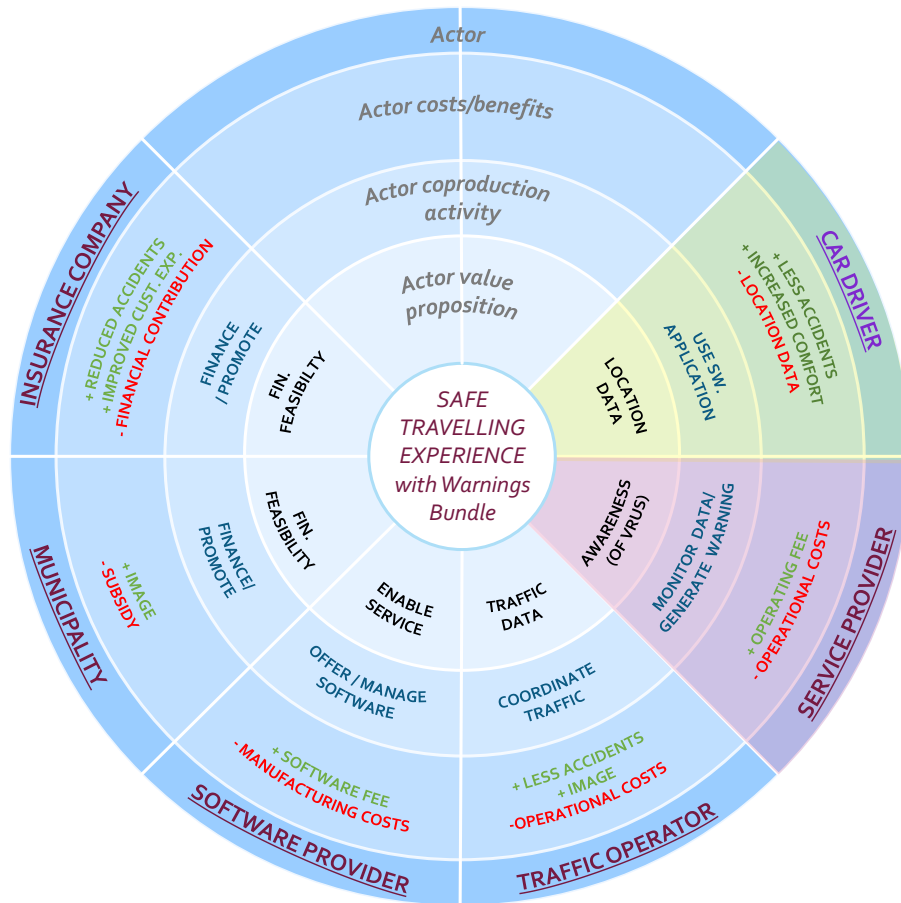 Actor
Actor costs/benefits
Actor coproduction
activity
Actor value
proposition
SAFE
TRAVELLING
EXPERIENCE
with Warnings
Bundle
CAR DRIVER
+ LESS ACCIDENTS
+ INCREASED COMFORT
- LOCATION DATA
USE SW.
APPLICATION
LOCATION
DATA
SERVICE PROVIDER
+ OPERATING FEE
- OPERATIONAL COSTS
MONITOR DATA/
GENERATE WARNING
AWARENESS
(OF VRUS)
TRAFFIC
DATA
COORDINATE
TRAFFIC
+ LESS ACCIDENTS
+ IMAGE
-OPERATIONAL COSTS
TRAFFIC OPERATOR
ENABLE
SERVICE
OFFER / MANAGE
SOFTWARE
+ SOFTWARE FEE
- MANUFACTURING COSTS
SOFTWARE PROVIDER
FIN.
FEASIBILITY
FINANCE/
PROMOTE
+ IMAGE
- SUBSIDY
MUNICIPALITY
INSURANCE COMPANY
+ REDUCED ACCIDENTS
+ IMPROVED CUST. EXP.
- FINANCIAL CONTRIBUTION
FINANCE
/ PROMOTE
FIN.
FEASIBILTY